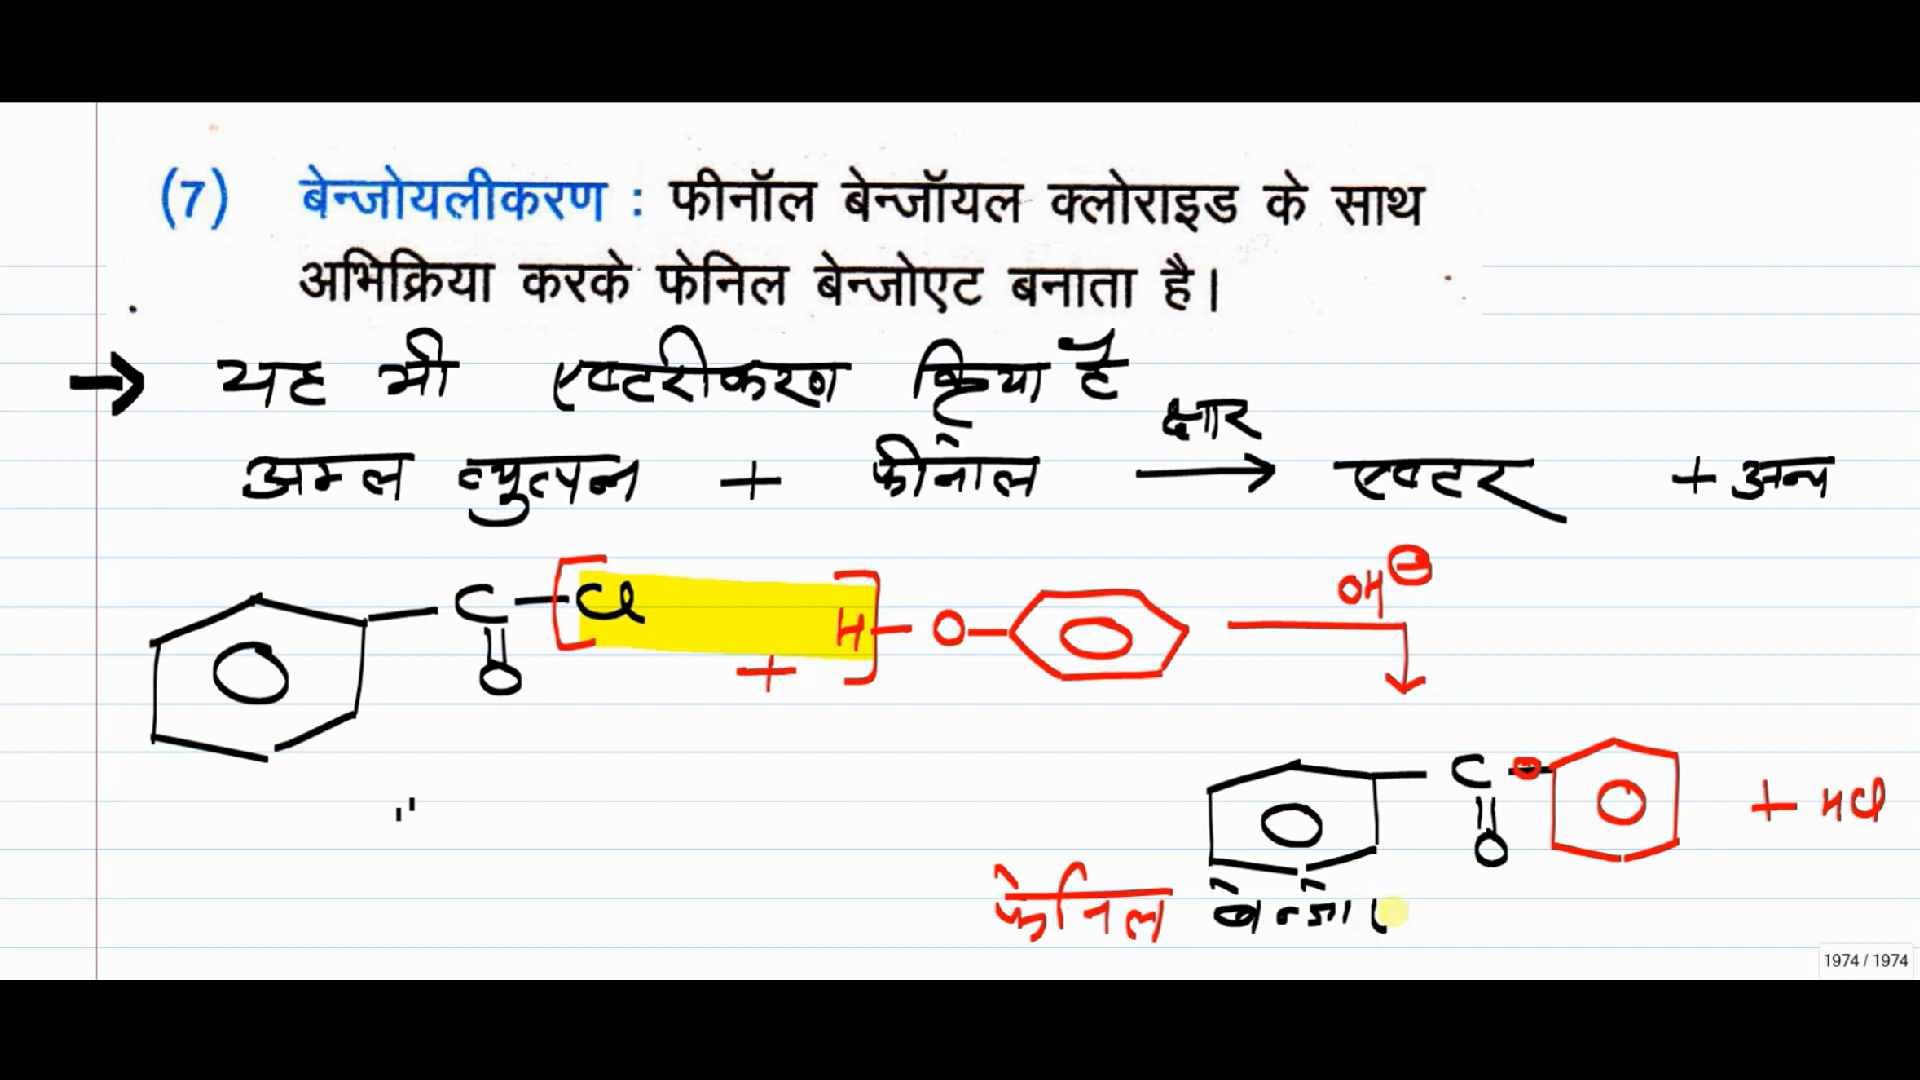 (7) बेन्जोयलीकरण : फीनॉल बेन्जॉयल क्लोराइड के साथ
अभिक्रिया करके फेनिल बेन्जोएट बनाता है।
→ यह भी एस्टरीकरण क्रिया है
क्षार
अम्ल व्युत्पन्न + फीनॉल → एस्टर + अन्य
C – Cl H – O OH⊖
O +
C O + HCl
O
फेनिल
1974 / 1974